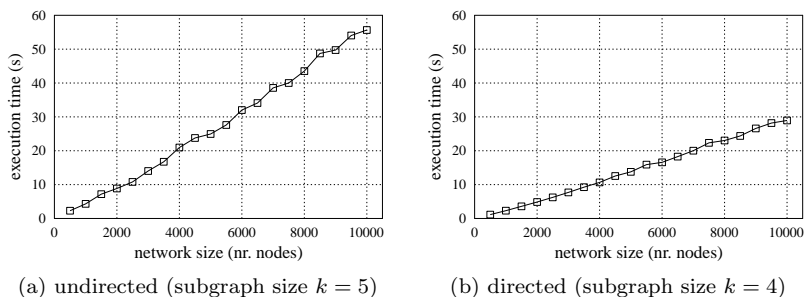 60
50
40
30
20
10
0
execution time (s)
0 2000 4000 6000 8000 10000
network size (nr. nodes)
(a) undirected (subgraph size k = 5)
60
50
40
30
20
10
0
execution time (s)
0 2000 4000 6000 8000 10000
network size (nr. nodes)
(b) directed (subgraph size k = 4)